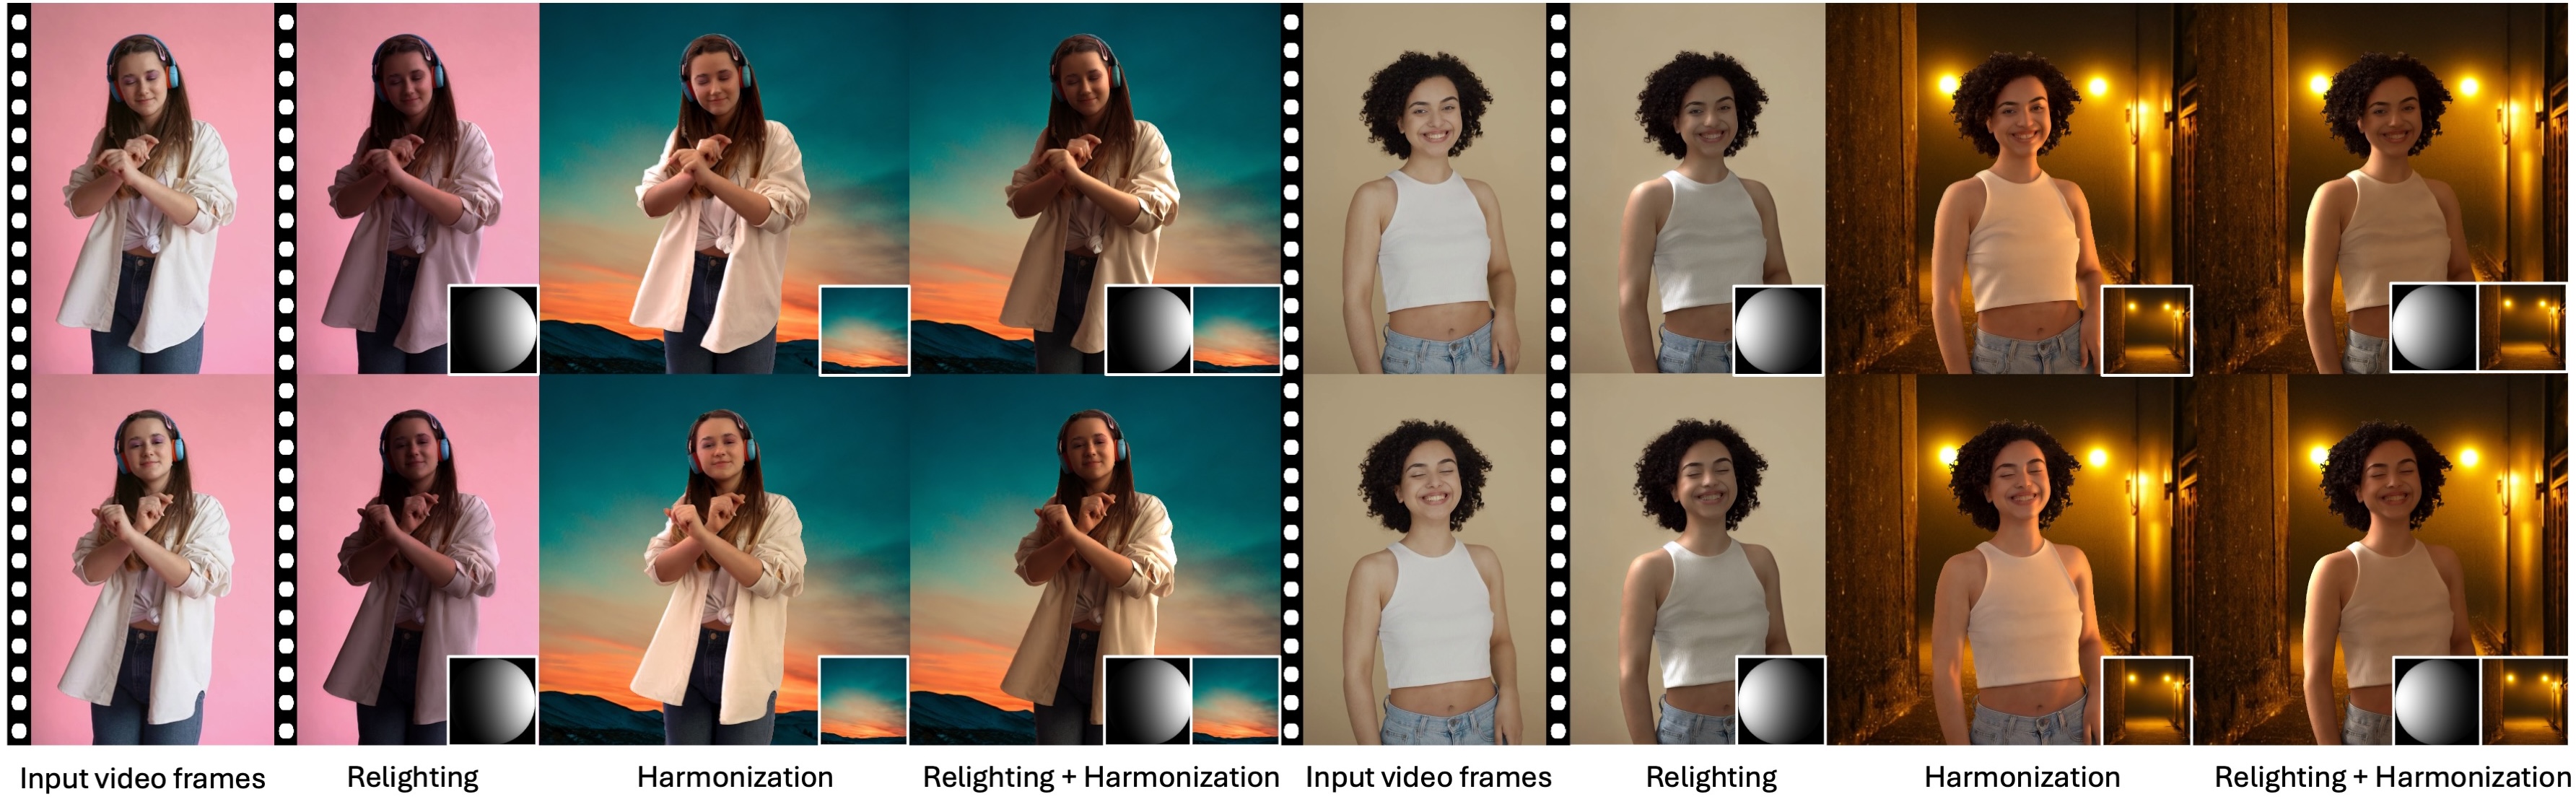 Input video frames
Relighting
Harmonization
Relighting + Harmonization
Input video frames
Relighting
Harmonization
Relighting + Harmonization